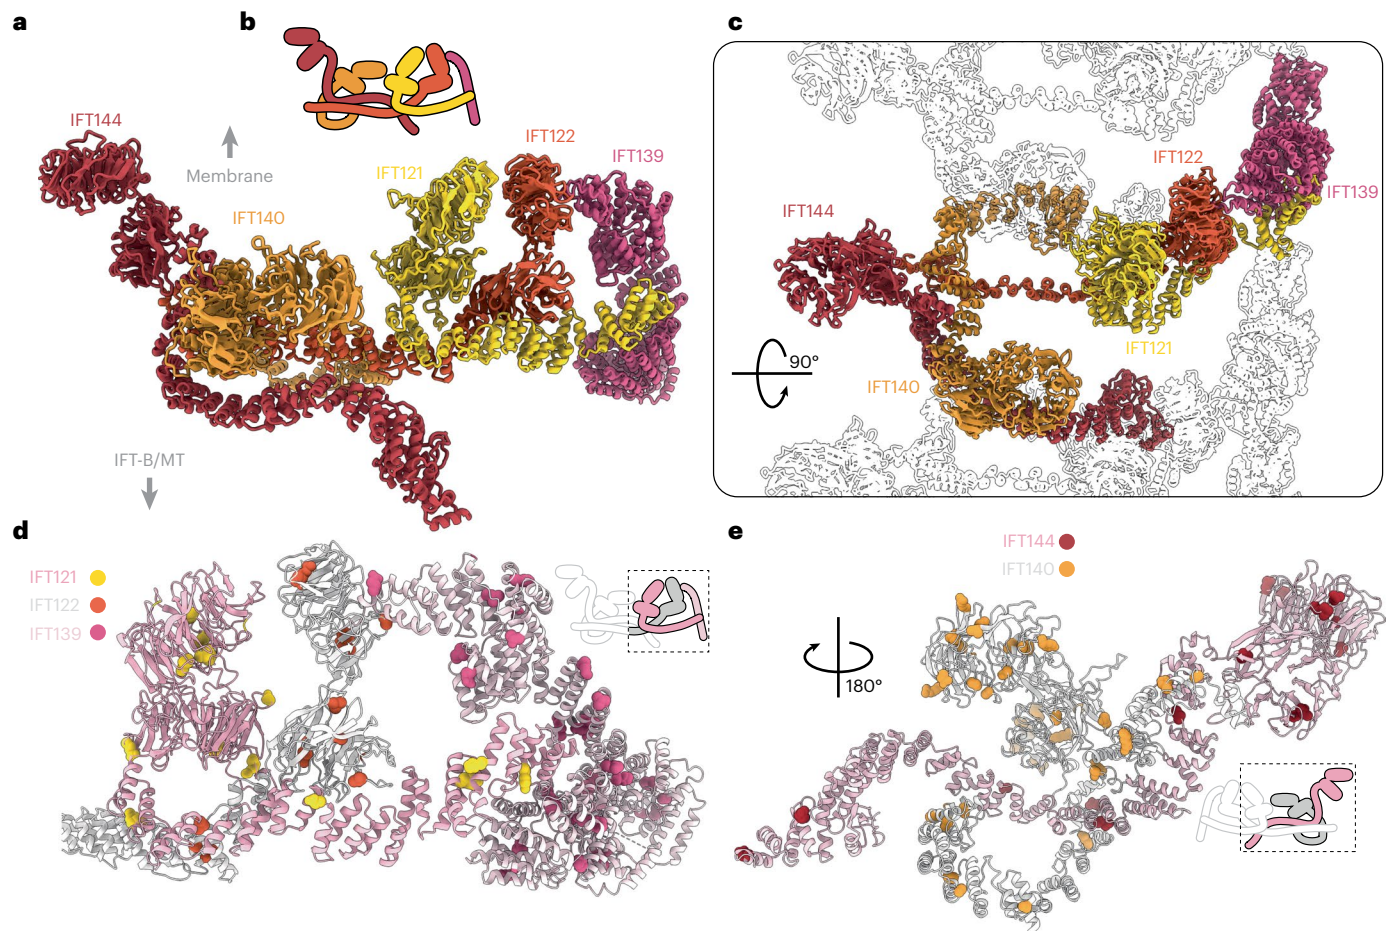 a
b
c
IFT144
Membrane
IFT140
IFT121
IFT122
IFT139
IFT-B/MT
IFT144
IFT122
IFT139
IFT121
IFT140
90°
d
IFT121
IFT122
IFT139
e
IFT144
IFT140
180°